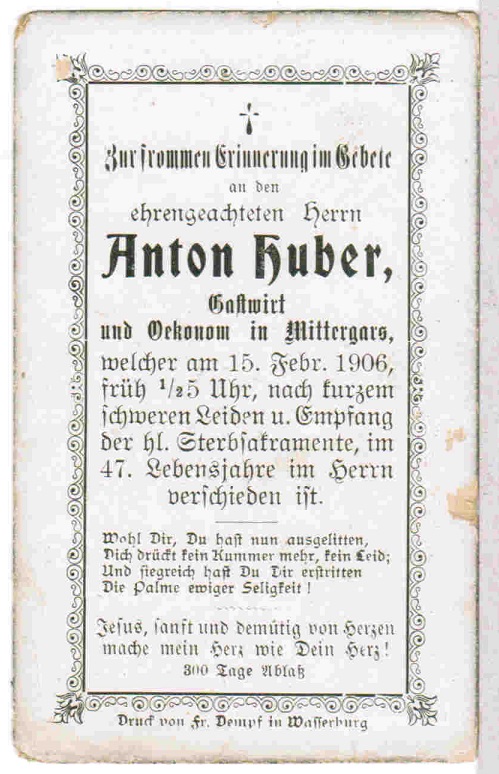 Zur frommen Erinnerung im Gebete
an den
ehrengeachteten Herrn
Anton Huber,
Gastwirt
und Oekonom in Mittergars,
welcher am 15. Febr. 1906,
früh 1/25 Uhr, nach kurzem
schweren Leiden u. Empfang
der hl. Sterbsakramente, im
47. Lebensjahre im Herrn
verschieden ist.
Wohl Dir, Du hast nun ausgelitten,
Dich drückt kein Kummer mehr, kein Leid;
Und siegreich hast Du Dir erstritten
Die Palme ewiger Seligkeit!
Jesus, sanft und demütig von Herzen
mache mein Herz wie Dein Herz!
300 Tage Ablaß
Druck von Fr. Dempf in Wasserburg